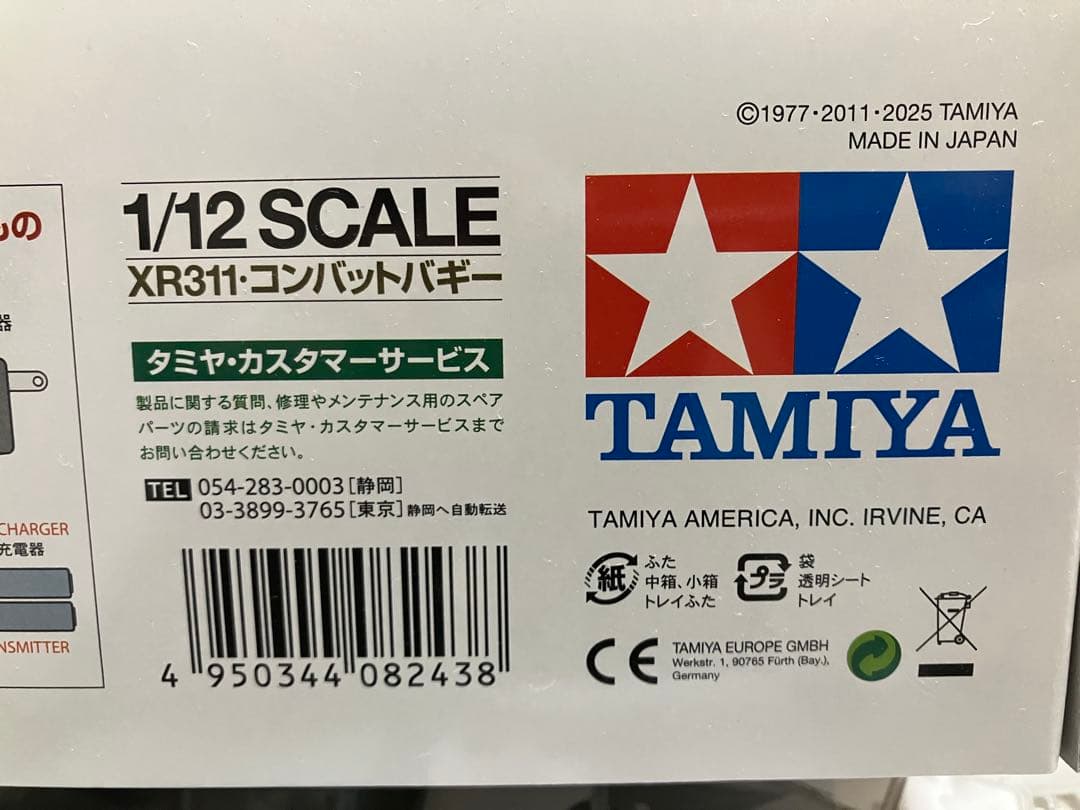 ©1977・2011・2025 TAMIYA
MADE IN JAPAN
もの
1/12 SCALE
XR311・コンバットバギー
器
タミヤ・カスタマーサービス
製品に関する質問、修理やメンテナンス用のスペア
パーツの請求はタミヤ・カスタマーサービスまで
お問い合わせください。
TEL 054-283-0003[静岡]
03-3899-3765[東京]静岡へ自動転送
CHARGER
充電器
NSMITTER
4 950344 082438
TAMIYA
TAMIYA AMERICA, INC. IRVINE, CA
紙
ふた
中箱、小箱
トレイふた
プラ
袋
透明シート
トレイ
CE
TAMIYA EUROPE GMBH
Werkstr. 1, 90765 Fürth (Bay.),
Germany